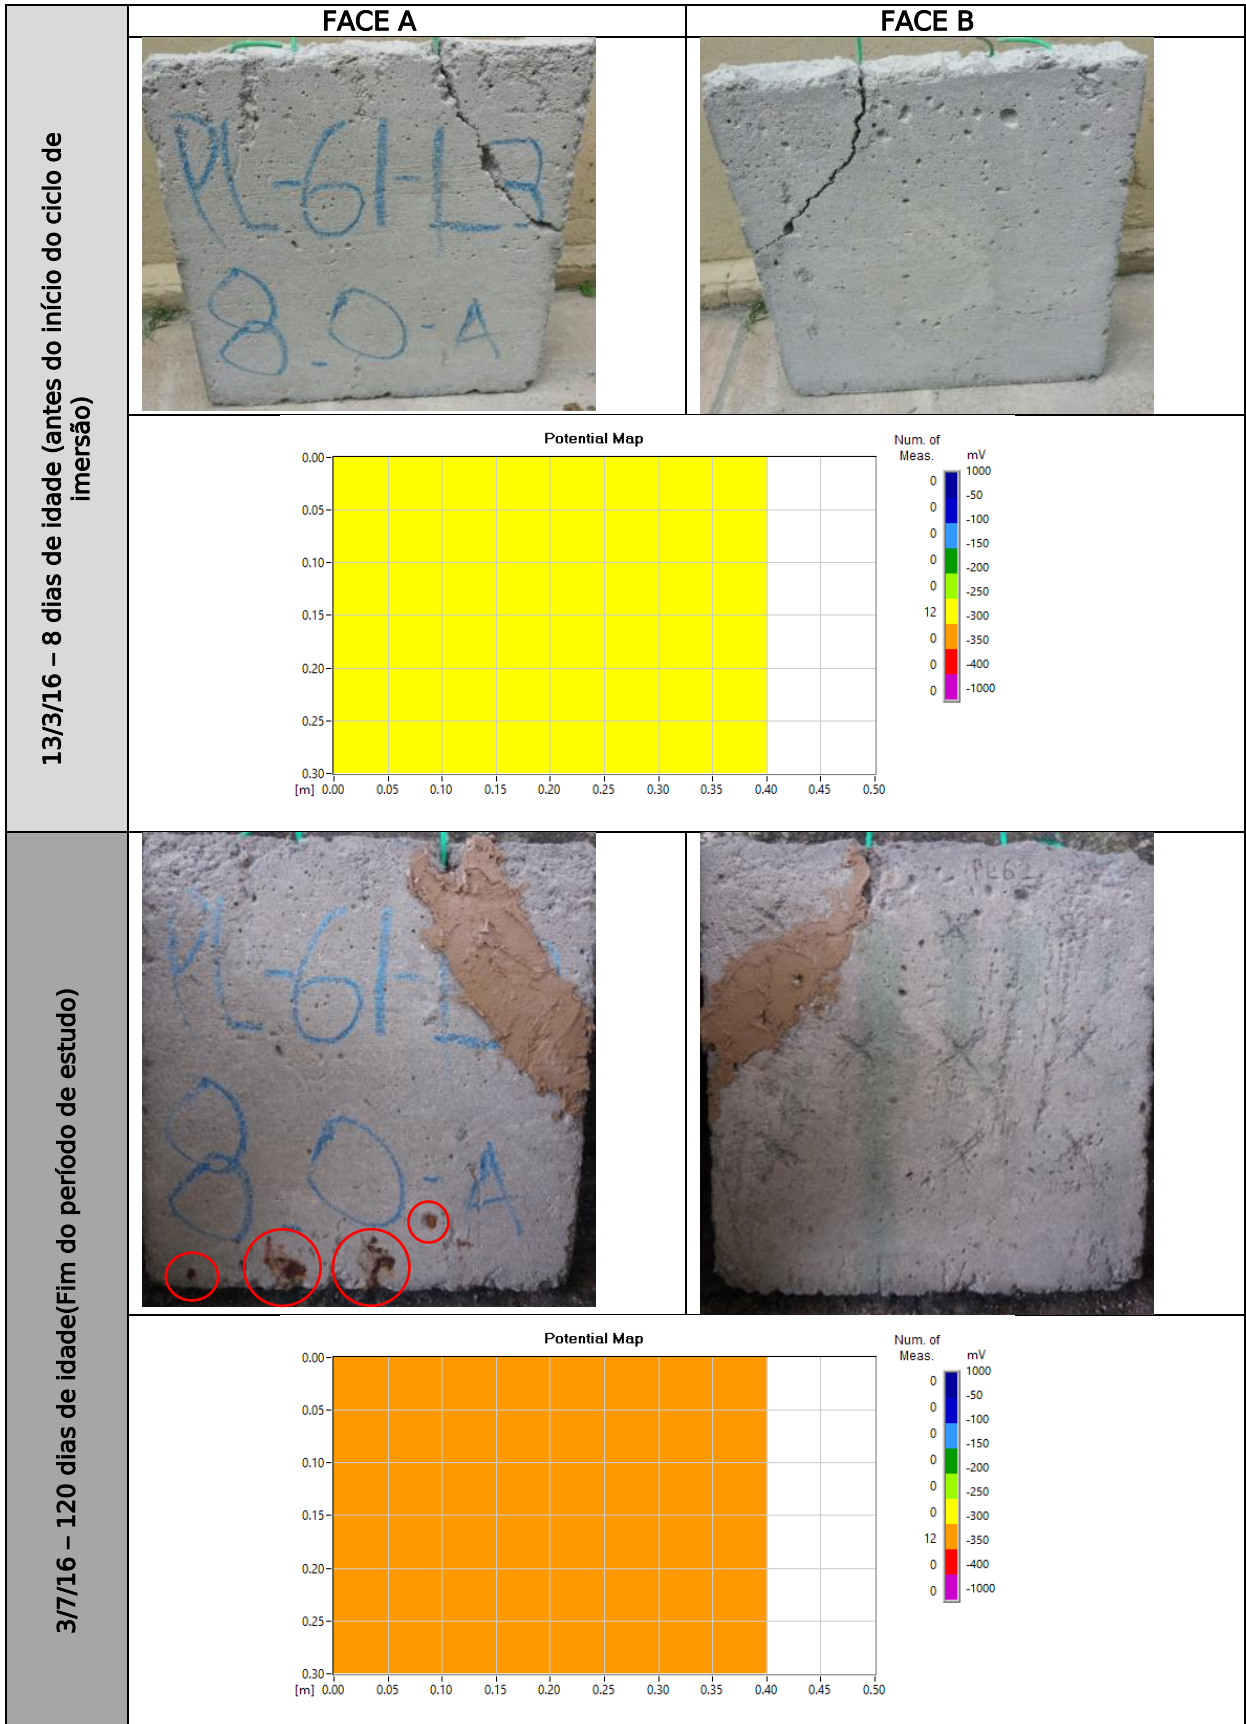 FACE A
FACE B
13/3/16 – 8 dias de idade (antes do início do ciclo de
imersão)
PL-61-L3
8-0-A
Potential Map
Num. of
Meas.
mV
0
0
0
0
0
12
0
0
0
1000
-50
-100
-150
-200
-250
-300
-350
-400
-1000
0.00
0.05
0.10
0.15
0.20
0.25
0.30
[m] 0.00 0.05 0.10 0.15 0.20 0.25 0.30 0.35 0.40 0.45 0.50
3/7/16 – 120 dias de idade(Fim do período de estudo)
PL-61-L
8-0-A
PL61
Potential Map
Num. of
Meas.
mV
0
0
0
0
0
0
12
0
0
1000
-50
-100
-150
-200
-250
-300
-350
-400
-1000
0.00
0.05
0.10
0.15
0.20
0.25
0.30
[m] 0.00 0.05 0.10 0.15 0.20 0.25 0.30 0.35 0.40 0.45 0.50